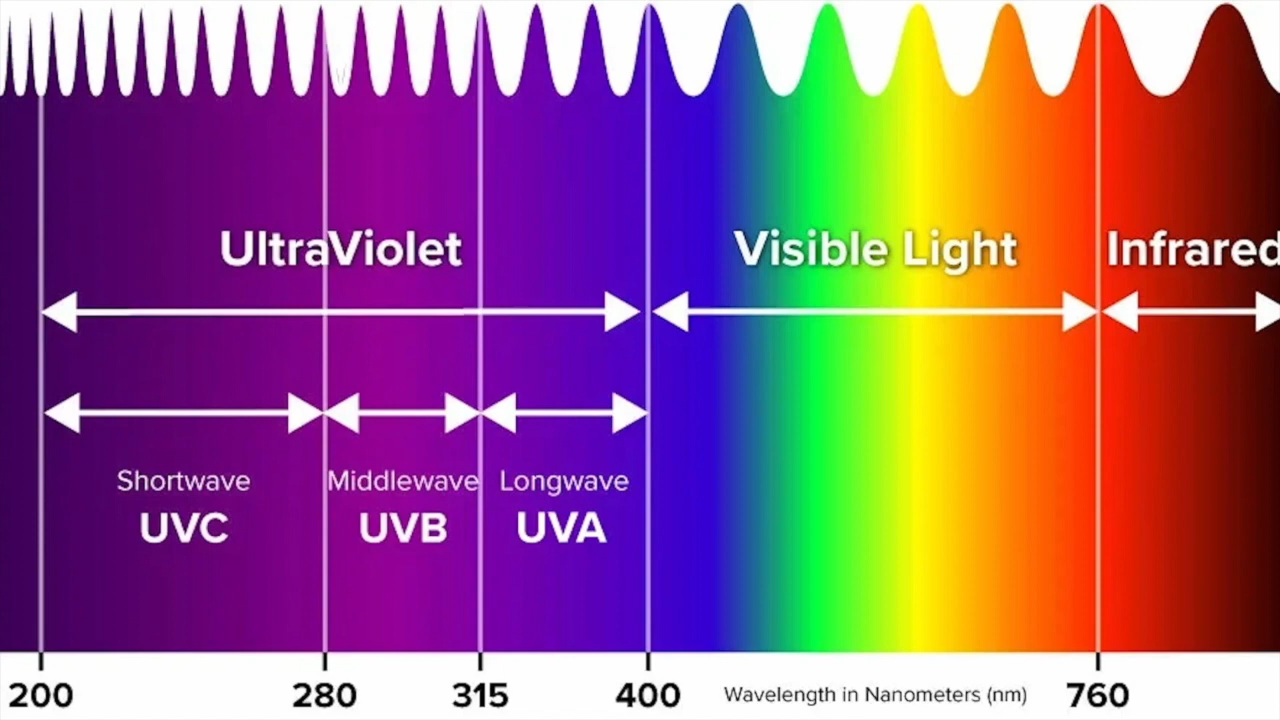 UltraViolet
Visible Light
Infrared
Shortwave
UVC
Middlewave
UVB
Longwave
UVA
200
280
315
400
Wavelength in Nanometers (nm)
760